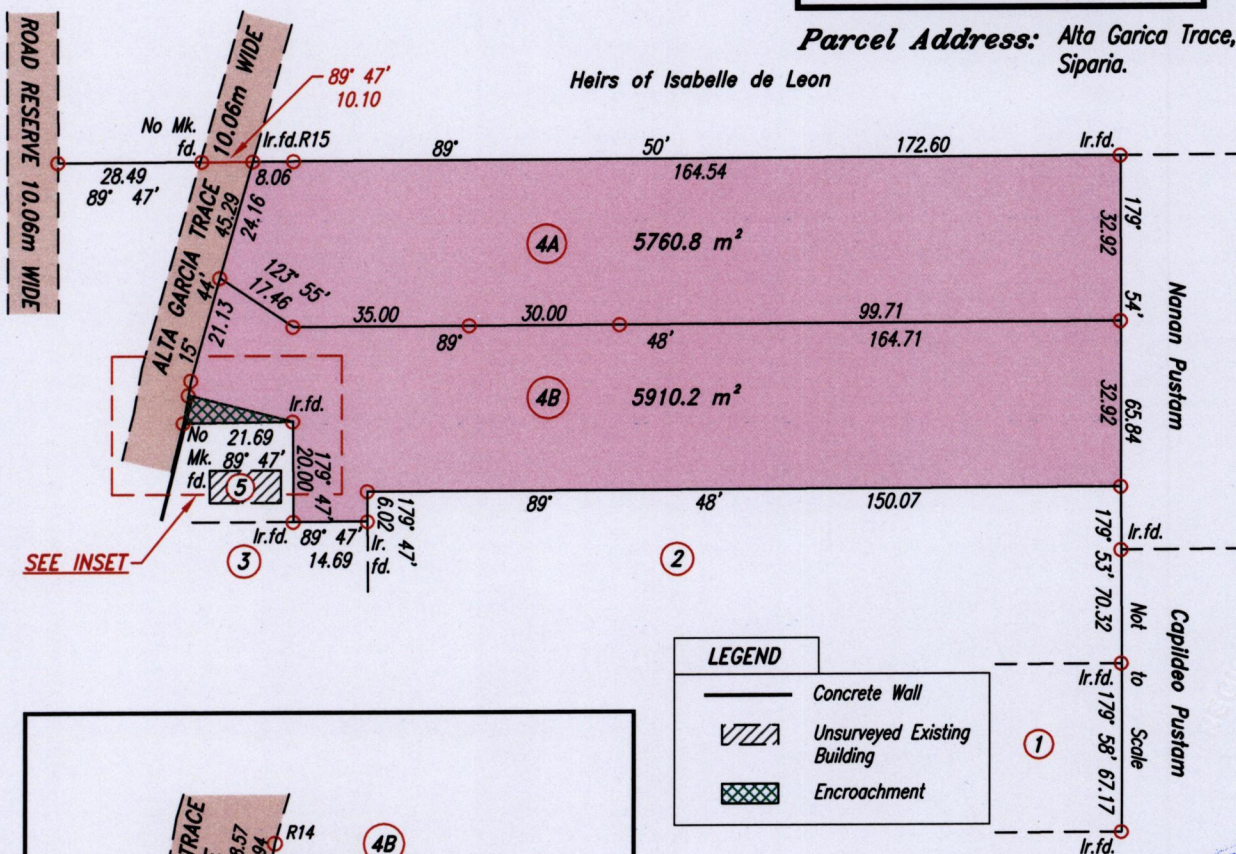 Parcel Address: Alta Garica Trace,
Siparia.
Heirs of Isabelle de Leon
ROAD RESERVE 10.06m WIDE
ALTA GARCIA TRACE 10.06m WIDE
89° 47'
10.10
No Mk.
fd.
Ir.fd.R15
28.49
89° 47'
8.06
89° 50' 172.60
164.54
Ir.fd.
15° 44' 45.29
24.16
21.13
4A 5760.8 m²
179° 54' 65.84
32.92
32.92
Nanan Pustam
123° 55'
17.46
35.00 30.00 99.71
89° 48' 164.71
4B 5910.2 m²
Ir.fd.
No
Mk.
fd.
21.69
89° 47'
5
179° 47'
20.00
Ir.fd. 89° 47'
14.69
179° 47'
6.02
Ir.
fd.
89° 48' 150.07
SEE INSET
3
2
Ir.fd.
179° 53' 70.32
Not to Scale
Capildeo Pustam
Ir.fd.
179° 58' 67.17
1
Ir.fd.
LEGEND
Concrete Wall
Unsurveyed Existing
Building
Encroachment
TRACE
8.57
94
R14
4B